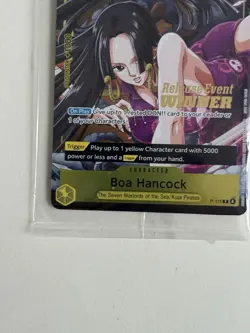 Release Event
WINNER
On Play Give up to 1 rested DON!! card to your Leader or
1 of your Characters.
Trigger Play up to 1 yellow Character card with 5000
power or less and a Trigger from your hand.
CHARACTER
Boa Hancock
The Seven Warlords of the Sea/Kuja Pirates